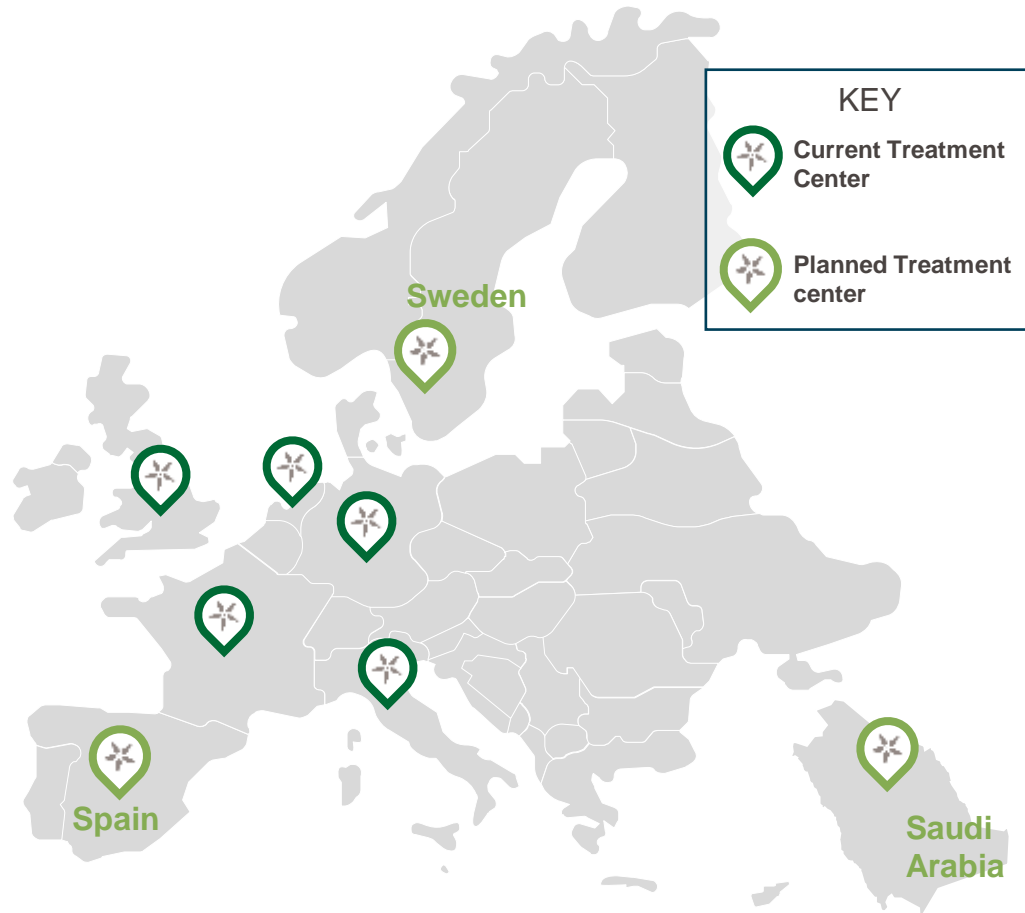 KEY
Current Treatment
Center
Planned Treatment
center
Sweden
Spain
Saudi
Arabia